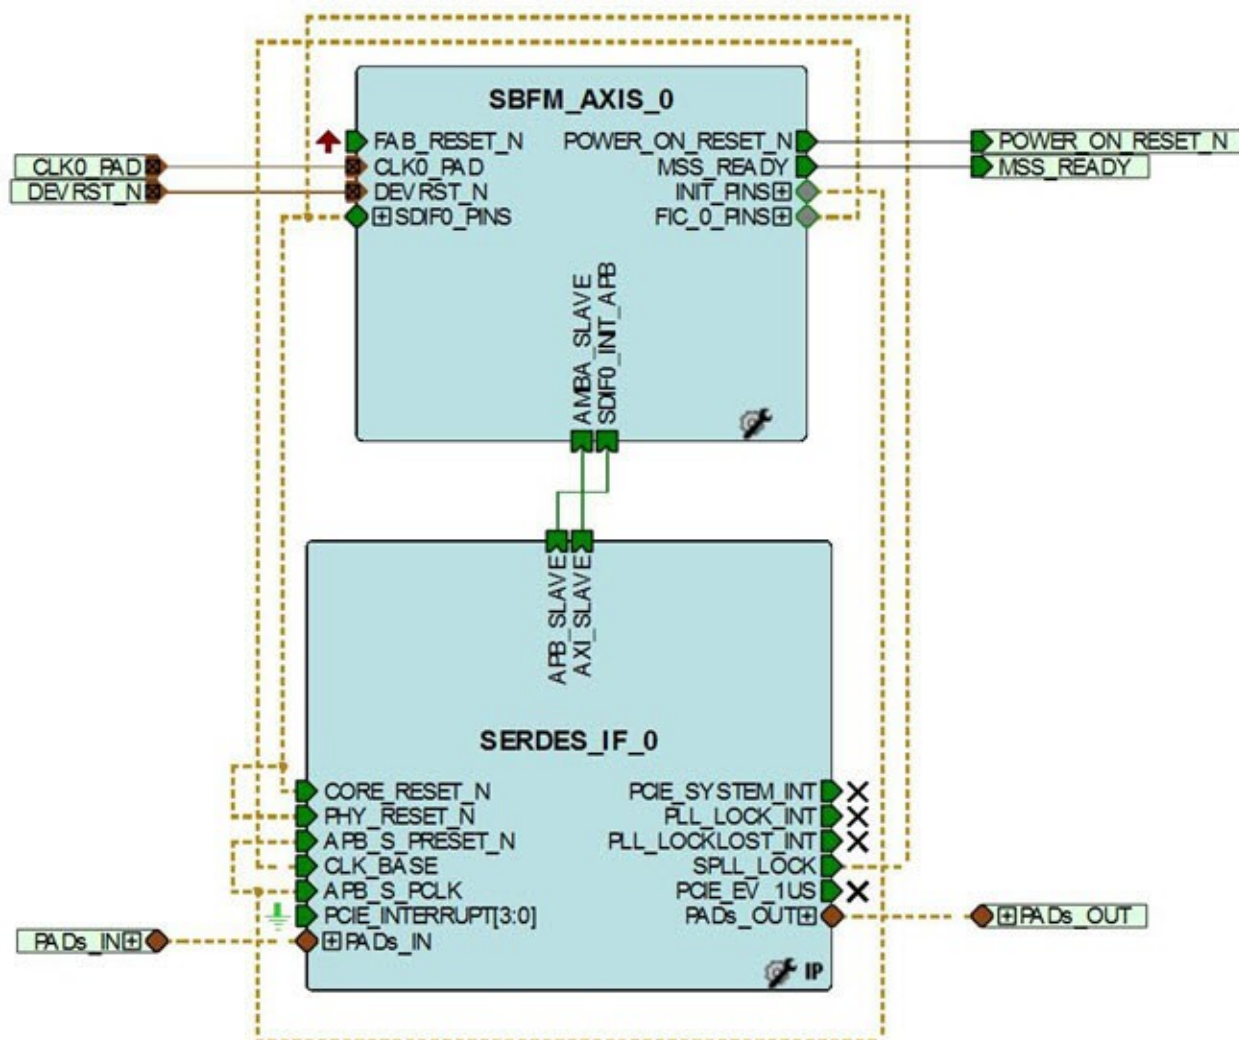 SBFM_AXIS_0
FAB_RESET_N
POWER_ON_RESET_N
POWER_ON_RESET_N
CLK0_PAD
CLK0_PAD
MSS_READY
MSS_READY
DEVRST_N
DEVRST_N
INIT_PINS
SDIF0_PINS
FIC_0_PINS
AMBA_SLAVE
SDIF0_INIT_APB
APB_SLAVE
AXI_SLAVE
SERDES_IF_0
CORE_RESET_N
PCIE_SYSTEM_INT
PHY_RESET_N
PLL_LOCK_INT
APB_S_PRESET_N
PLL_LOCKLOST_INT
CLK_BASE
SPLL_LOCK
APB_S_PCLK
PCIE_EV_1US
PCIE_INTERRUPT[3:0]
PADs_OUT
PADs_OUT
PADs_IN
PADs_IN
IP